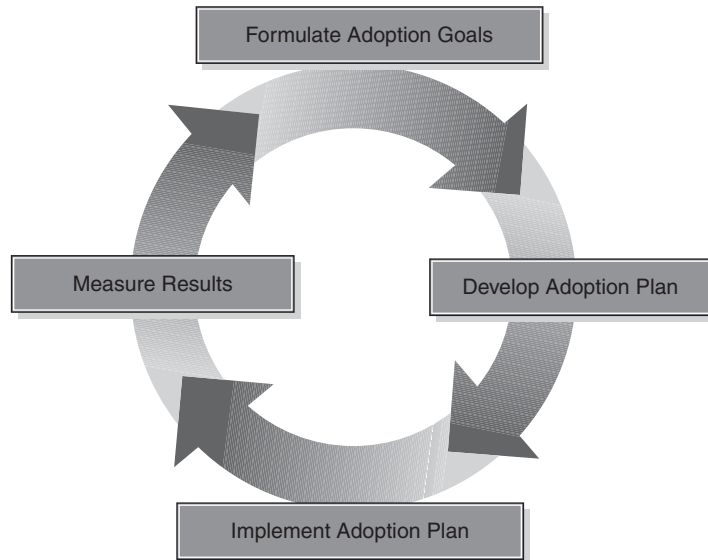 Formulate Adoption Goals
Measure Results
Develop Adoption Plan
Implement Adoption Plan